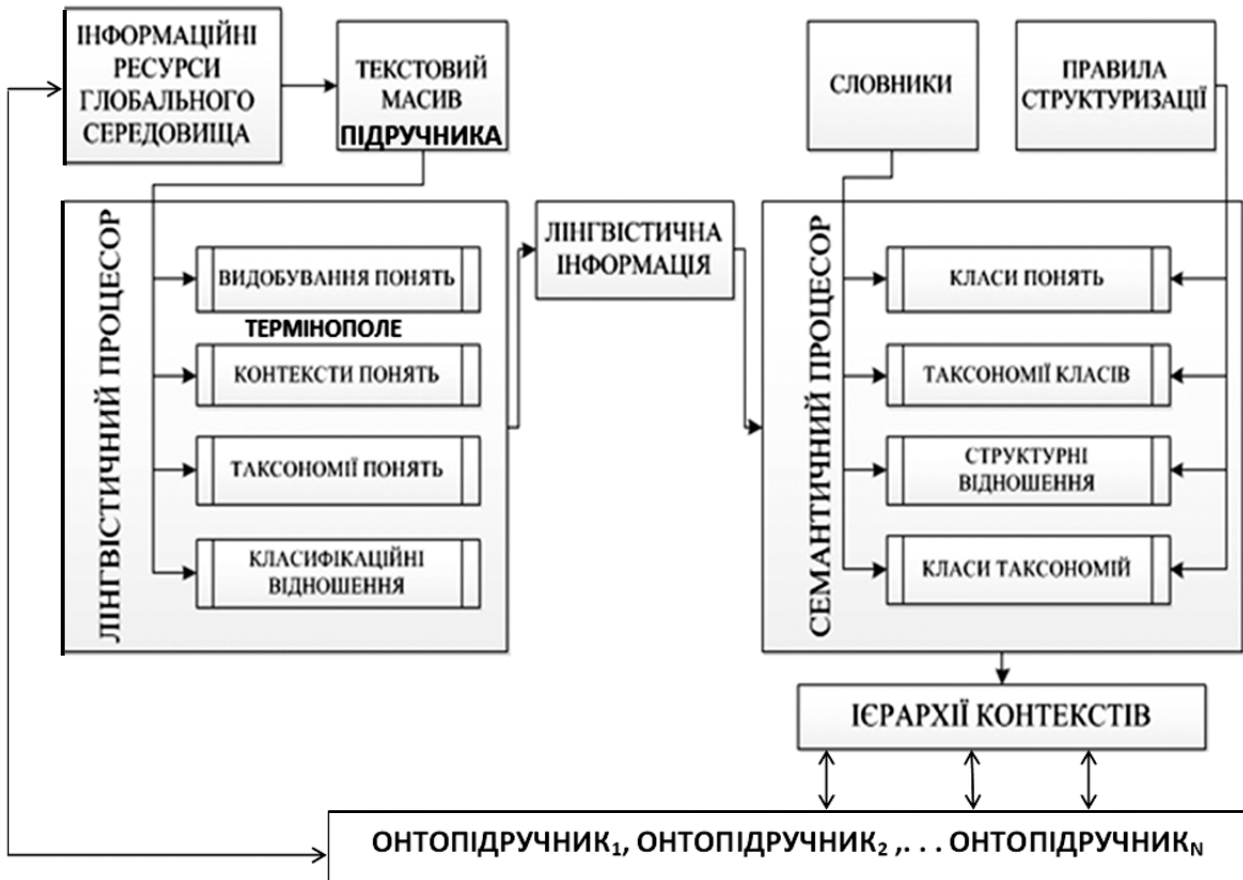 ІНФОРМАЦІЙНІ
РЕСУРСИ
ГЛОБАЛЬНОГО
СЕРЕДОВИЩА
ТЕКСТОВИЙ
МАСИВ
ПІДРУЧНИКА
СЛОВНИКИ
ПРАВИЛА
СТРУКТУРИЗАЦІЇ
ЛІНГВІСТИЧНИЙ ПРОЦЕСОР
ВИДОБУВАННЯ ПОНЯТЬ
ТЕРМІНОПОЛЕ
КОНТЕКСТИ ПОНЯТЬ
ТАКСОНОМІЇ ПОНЯТЬ
КЛАСИФІКАЦІЙНІ
ВІДНОШЕННЯ
ЛІНГВІСТИЧНА
ІНФОРМАЦІЯ
СЕМАНТИЧНИЙ ПРОЦЕСОР
КЛАСИ ПОНЯТЬ
ТАКСОНОМІЇ КЛАСІВ
СТРУКТУРНІ
ВІДНОШЕННЯ
КЛАСИ ТАКСОНОМІЙ
ІЄРАРХІЇ КОНТЕКСТІВ
ОНТОПІДРУЧНИК₁, ОНТОПІДРУЧНИК₂ ,. . . ОНТОПІДРУЧНИКN